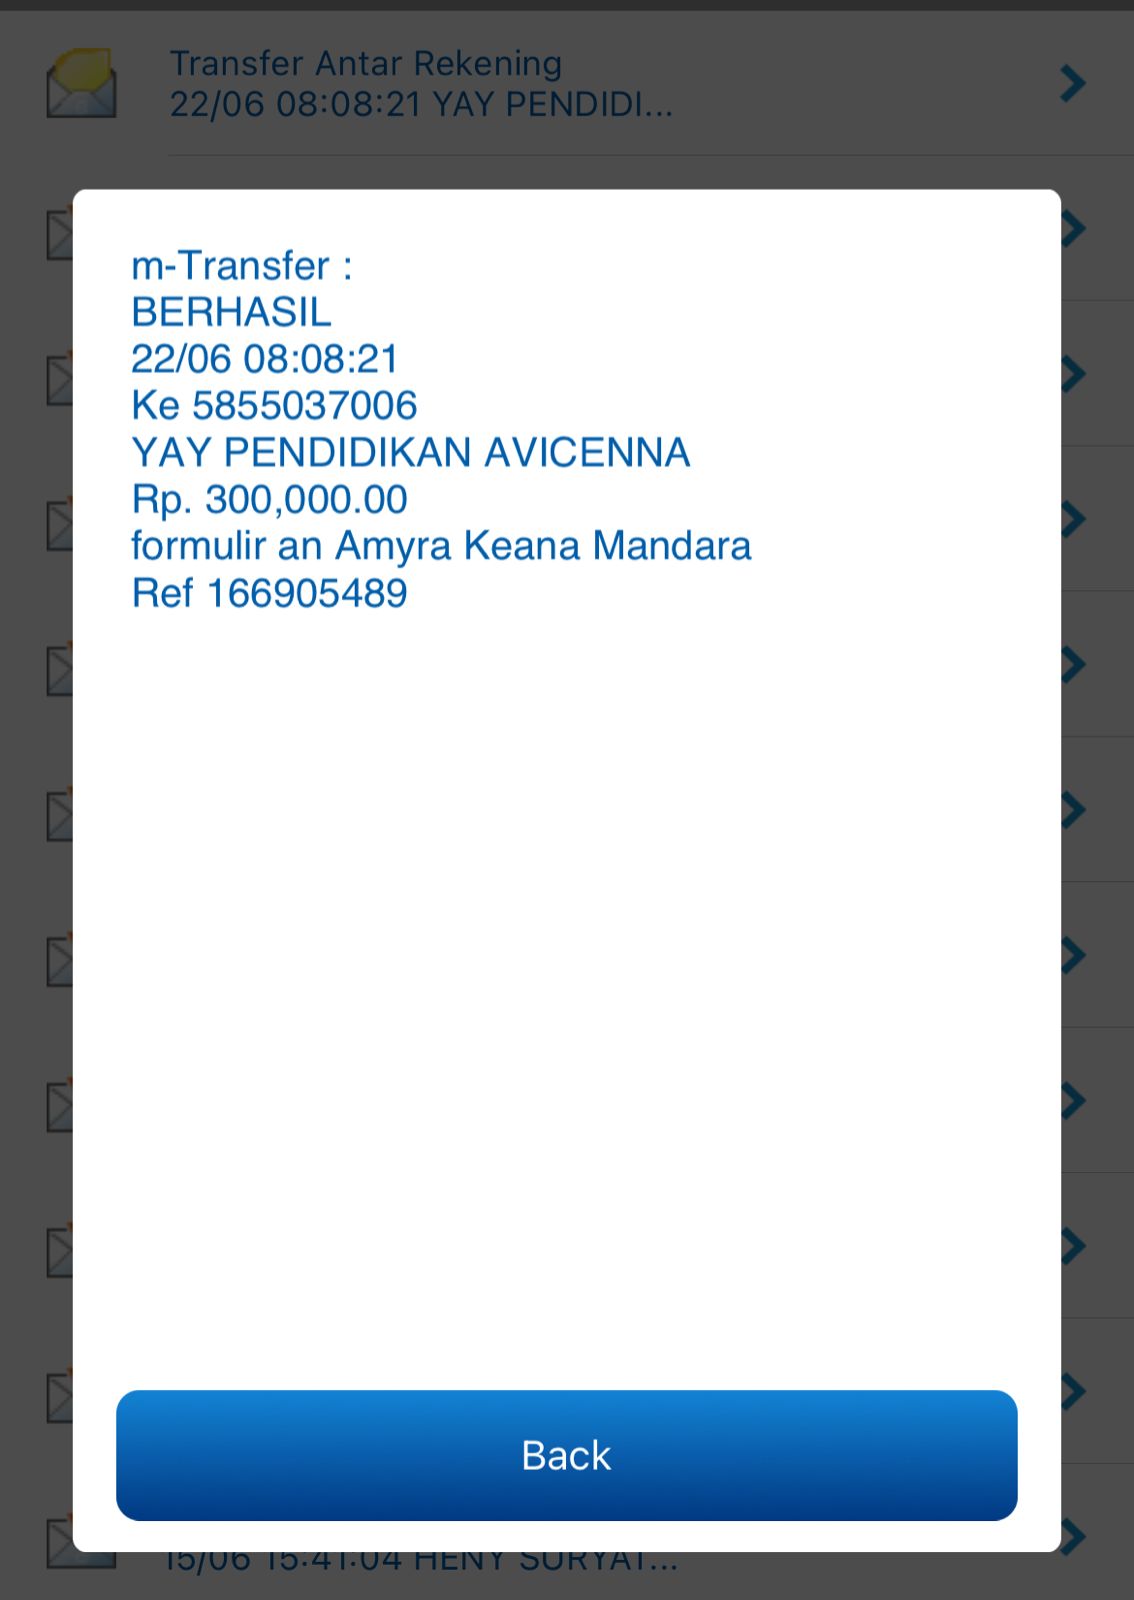 Transfer Antar Rekening
22/06 08:08:21 YAY PENDIDI...
m-Transfer :
BERHASIL
22/06 08:08:21
Ke 5855037006
YAY PENDIDIKAN AVICENNA
Rp. 300,000.00
formulir an Amyra Keana Mandara
Ref 166905489
Back
15/06 15:41:04 HENY SURYAT...